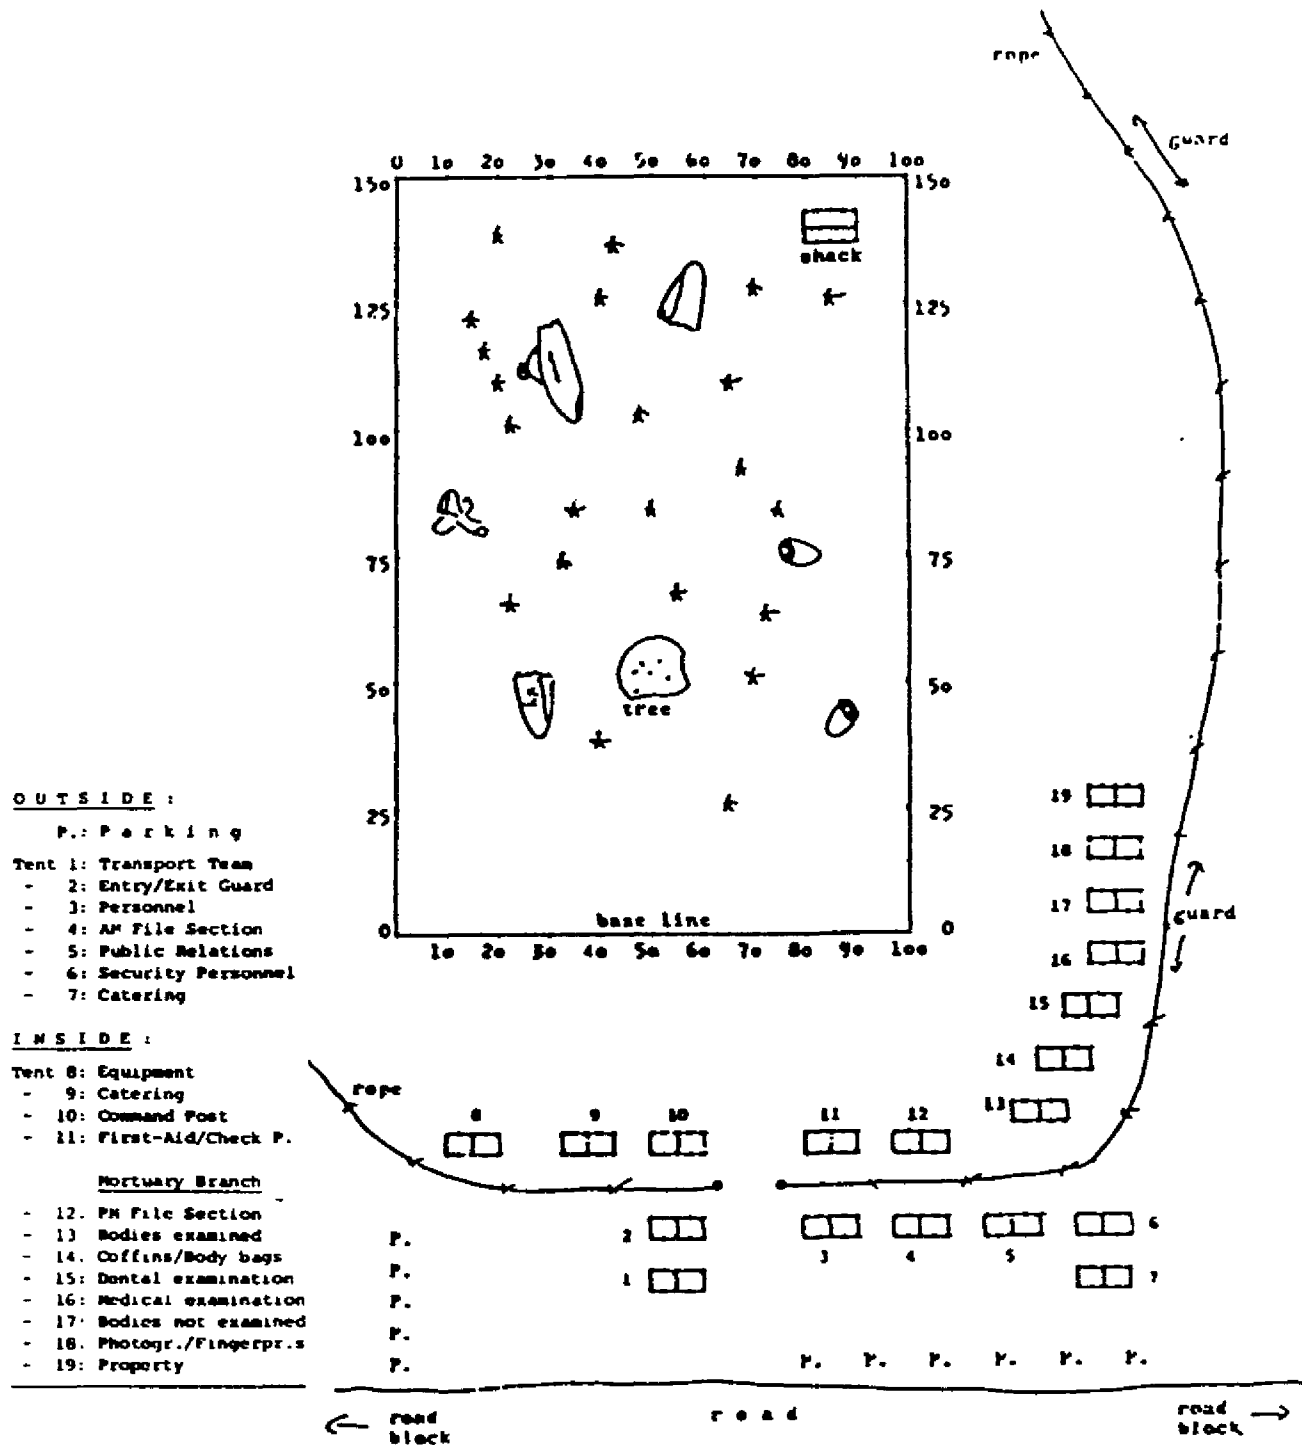 rope
Guard
0 10 20 30 40 50 60 70 80 90 100
150 150
shack
125 125
100 100
75 75
50 50
tree
25 25
base line
0 0
10 20 30 40 50 60 70 80 90 100
19
18
17
Guard
16
15
14
13
rope
8 9 10 11 12
2
3 4 5 6
1
7
P.
P.
P.
P.
P.
P. P. P. P. P. P.
road block
road
road block
OUTSIDE:
P.: Parking
Tent 1: Transport Team
- 2: Entry/Exit Guard
- 3: Personnel
- 4: AM File Section
- 5: Public Relations
- 6: Security Personnel
- 7: Catering
INSIDE:
Tent 8: Equipment
- 9: Catering
- 10: Command Post
- 11: First-Aid/Check P.
Mortuary Branch
- 12. PM File Section
- 13 Bodies examined
- 14. Coffins/Body bags
- 15: Dental examination
- 16: Medical examination
- 17: Bodies not examined
- 18. Photogr./Fingerpr.s
- 19: Property